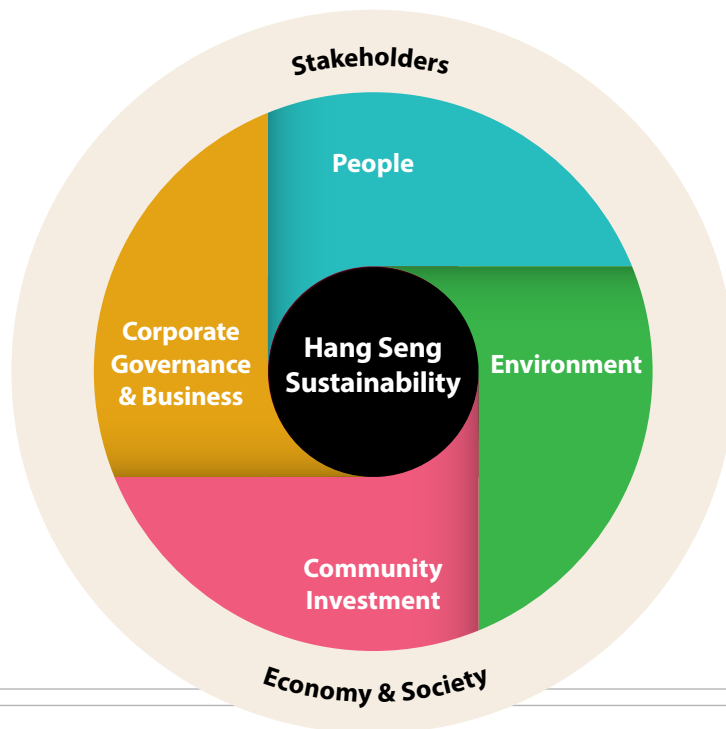 Stakeholders
People
Corporate
Governance
& Business
Hang Seng
Sustainability
Environment
Community
Investment
Economy & Society